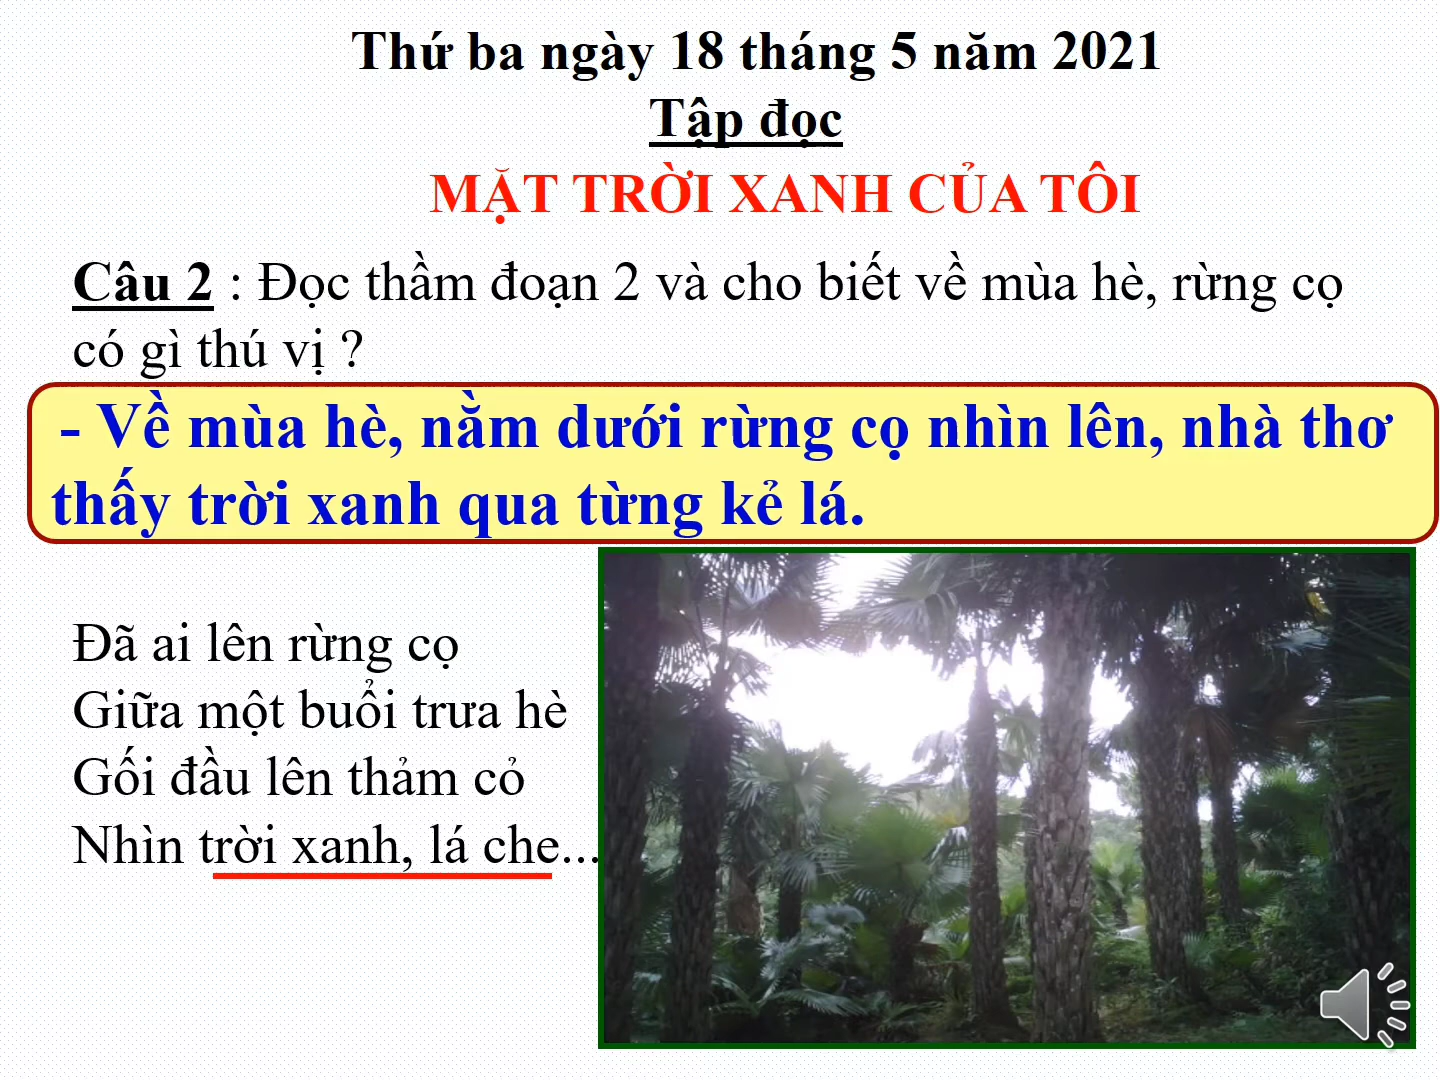 Thứ ba ngày 18 tháng 5 năm 2021
Tập đọc
MẶT TRỜI XANH CỦA TÔI
Câu 2 : Đọc thầm đoạn 2 và cho biết về mùa hè, rừng cọ
có gì thú vị ?
- Về mùa hè, nằm dưới rừng cọ nhìn lên, nhà thơ
thấy trời xanh qua từng kẻ lá.
Đã ai lên rừng cọ
Giữa một buổi trưa hè
Gối đầu lên thảm cỏ
Nhìn trời xanh, lá che...